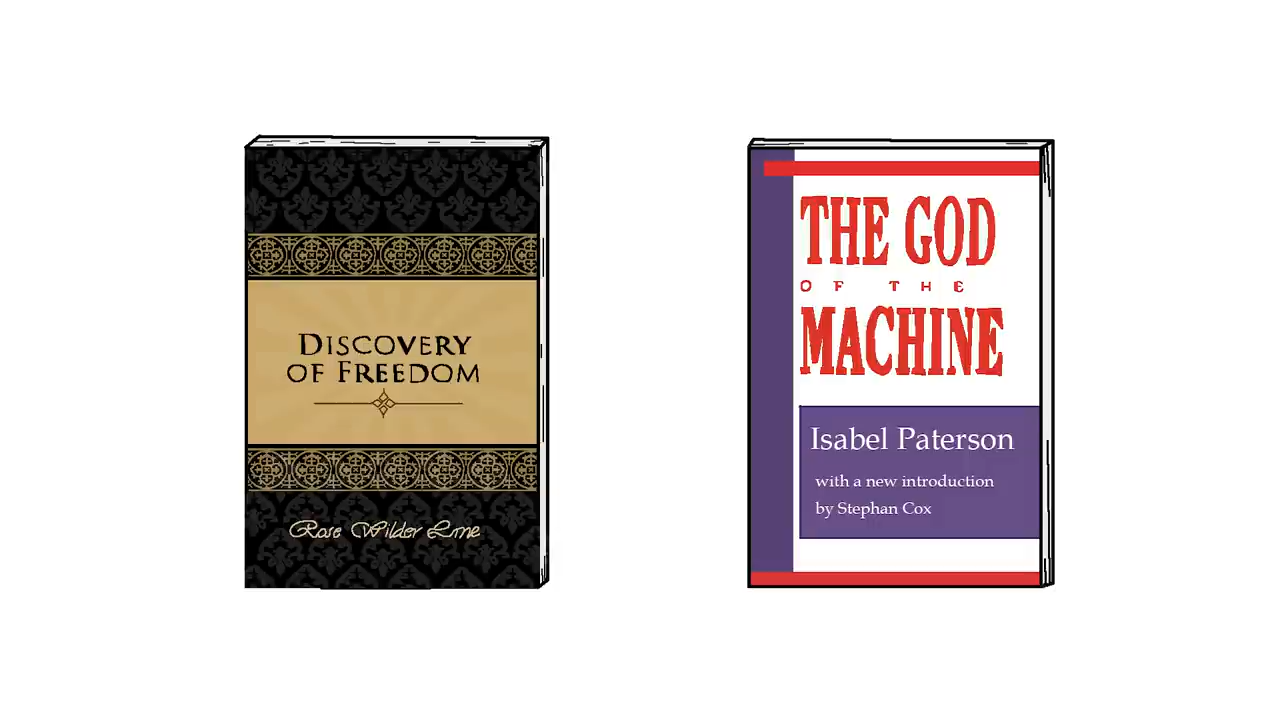 DISCOVERY
OF FREEDOM
Rose Wilder Lane
THE GOD
OF THE
MACHINE
Isabel Paterson
with a new introduction
by Stephan Cox